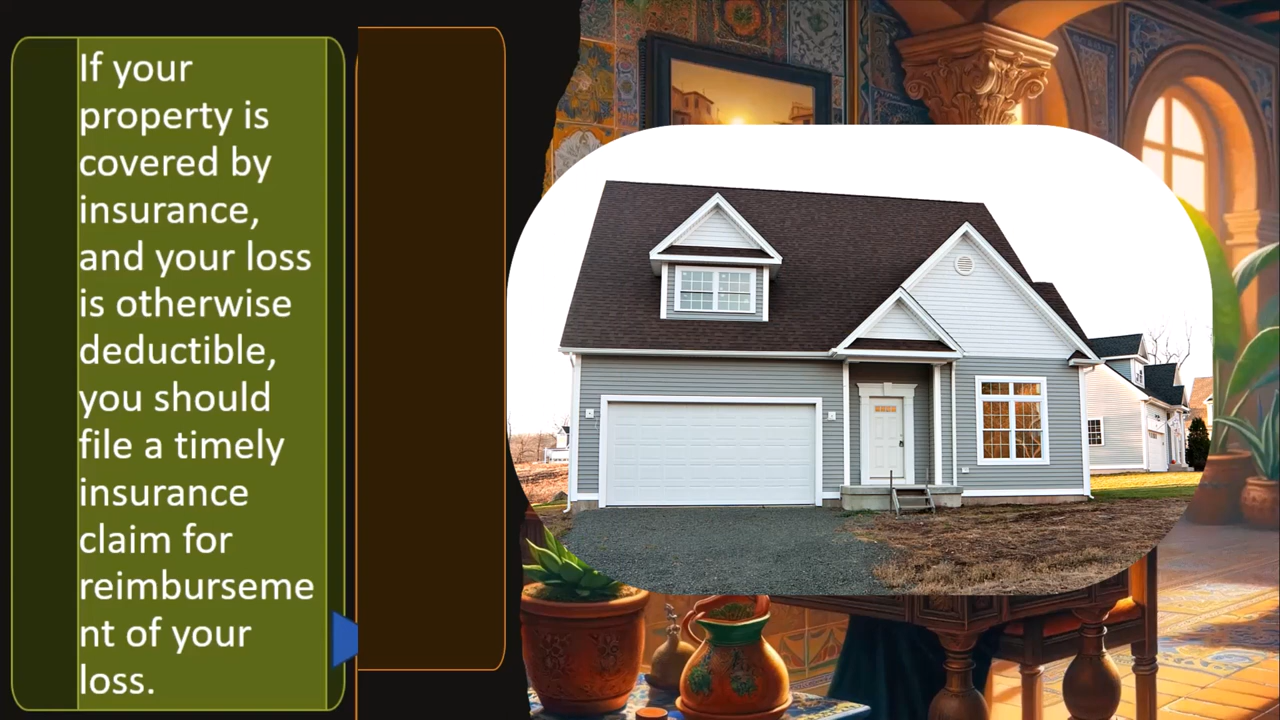 If your
property is
covered by
insurance,
and your loss
is otherwise
deductible,
you should
file a timely
insurance
claim for
reimburseme
nt of your
loss.